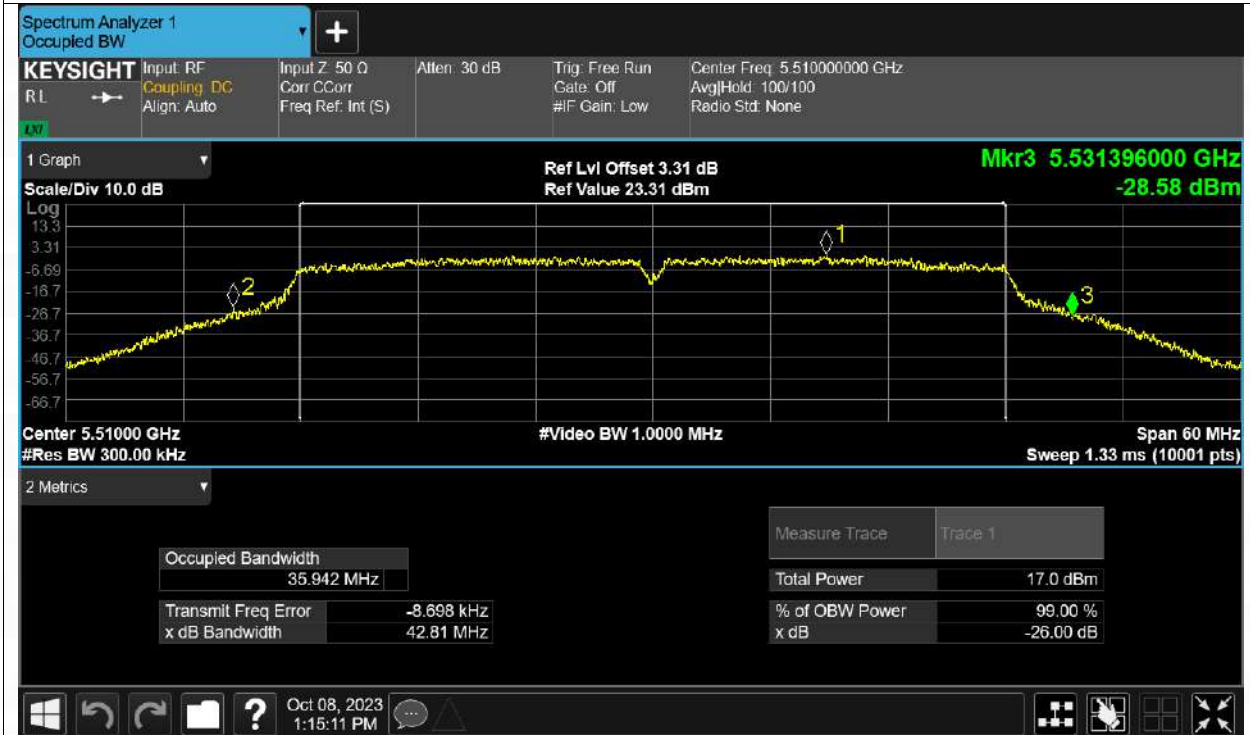 Spectrum Analyzer 1
Occupied BW
+
KEYSIGHT
RL
LXI
Input: RF
Coupling: DC
Align: Auto
Input Z: 50 Ω
Corr CCorr
Freq Ref: Int (S)
Atten: 30 dB
Trig: Free Run
Gate: Off
#IF Gain: Low
Center Freq: 5.510000000 GHz
Avg|Hold: 100/100
Radio Std: None
1 Graph
Scale/Div 10.0 dB
Ref Lvl Offset 3.31 dB
Ref Value 23.31 dBm
Mkr3 5.531396000 GHz
-28.58 dBm
Log
13.3
3.31
-6.69
-16.7
-26.7
-36.7
-46.7
-56.7
-66.7
1
2
3
Center 5.51000 GHz
#Res BW 300.00 kHz
#Video BW 1.0000 MHz
Span 60 MHz
Sweep 1.33 ms (10001 pts)
2 Metrics
Measure Trace Trace 1
Occupied Bandwidth
35.942 MHz
Total Power 17.0 dBm
Transmit Freq Error -8.698 kHz
% of OBW Power 99.00 %
x dB Bandwidth 42.81 MHz
x dB -26.00 dB
?
Oct 08, 2023
1:15:11 PM